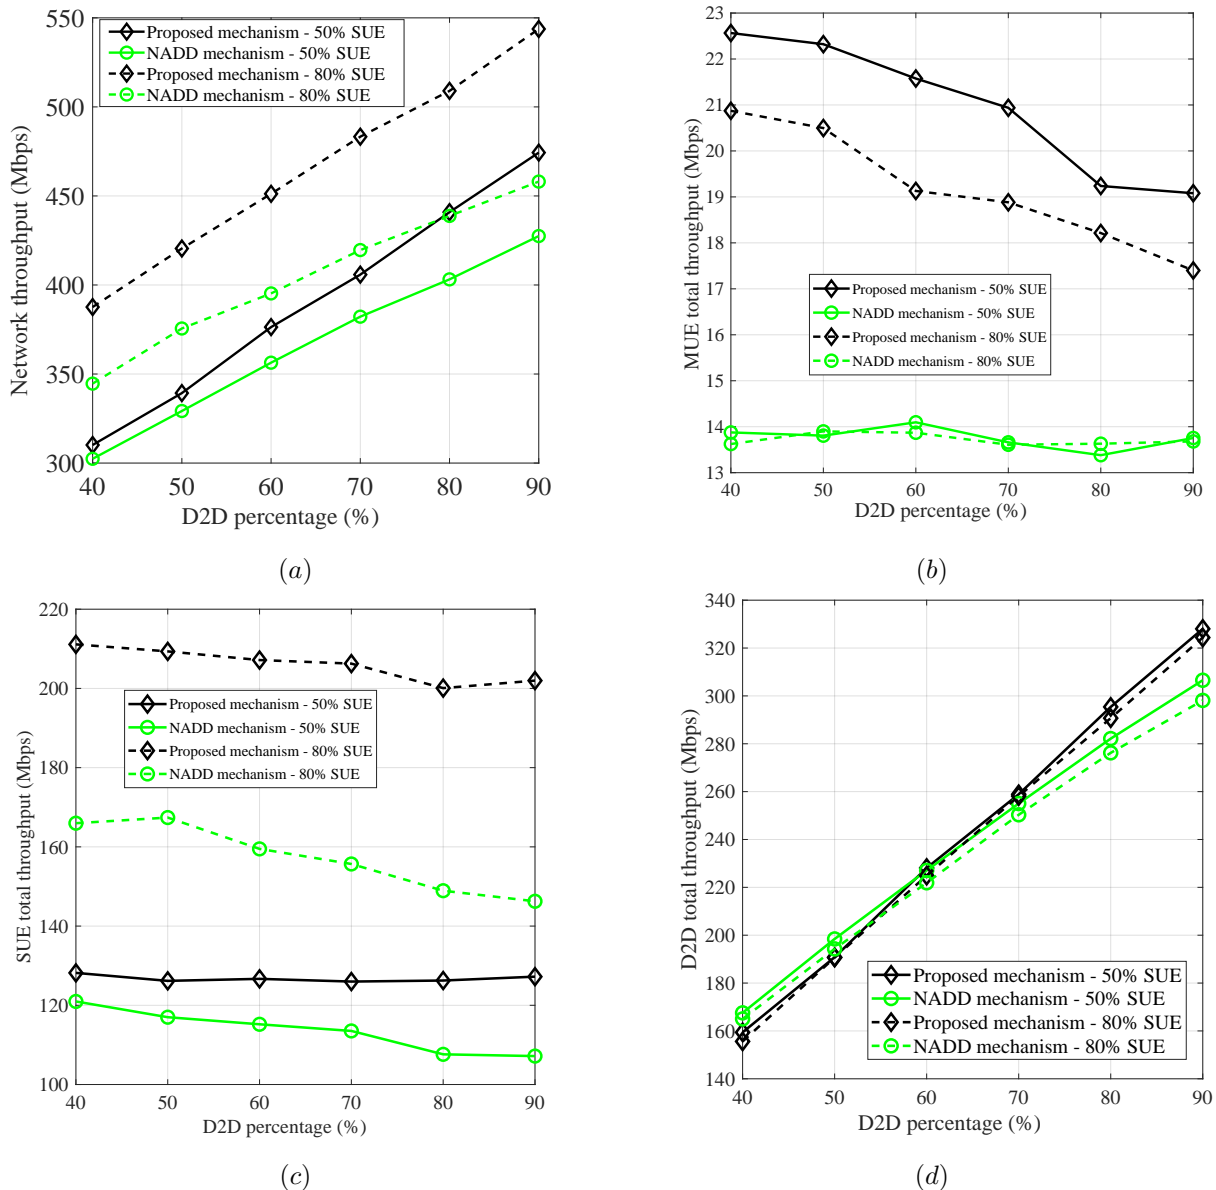 550
500
450
400
350
300
Network throughput (Mbps)
Proposed mechanism - 50% SUE
NADD mechanism - 50% SUE
Proposed mechanism - 80% SUE
NADD mechanism - 80% SUE
40 50 60 70 80 90
D2D percentage (%)
(a)
23
22
21
20
19
18
17
16
15
14
13
MUE total throughput (Mbps)
Proposed mechanism - 50% SUE
NADD mechanism - 50% SUE
Proposed mechanism - 80% SUE
NADD mechanism - 80% SUE
40 50 60 70 80 90
D2D percentage (%)
(b)
220
200
180
160
140
120
100
SUE total throughput (Mbps)
Proposed mechanism - 50% SUE
NADD mechanism - 50% SUE
Proposed mechanism - 80% SUE
NADD mechanism - 80% SUE
40 50 60 70 80 90
D2D percentage (%)
(c)
340
320
300
280
260
240
220
200
180
160
140
D2D total throughput (Mbps)
Proposed mechanism - 50% SUE
NADD mechanism - 50% SUE
Proposed mechanism - 80% SUE
NADD mechanism - 80% SUE
40 50 60 70 80 90
D2D percentage (%)
(d)